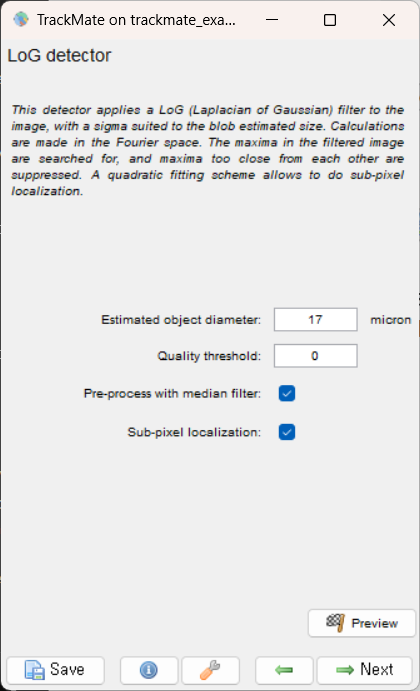 TrackMate on trackmate_exa...
LoG detector
This detector applies a LoG (Laplacian of Gaussian) filter to the
image, with a sigma suited to the blob estimated size. Calculations
are made in the Fourier space. The maxima in the filtered image
are searched for, and maxima too close from each other are
suppressed. A quadratic fitting scheme allows to do sub-pixel
localization.
Estimated object diameter: 17 micron
Quality threshold: 0
Pre-process with median filter:
Sub-pixel localization:
Preview
Save Next